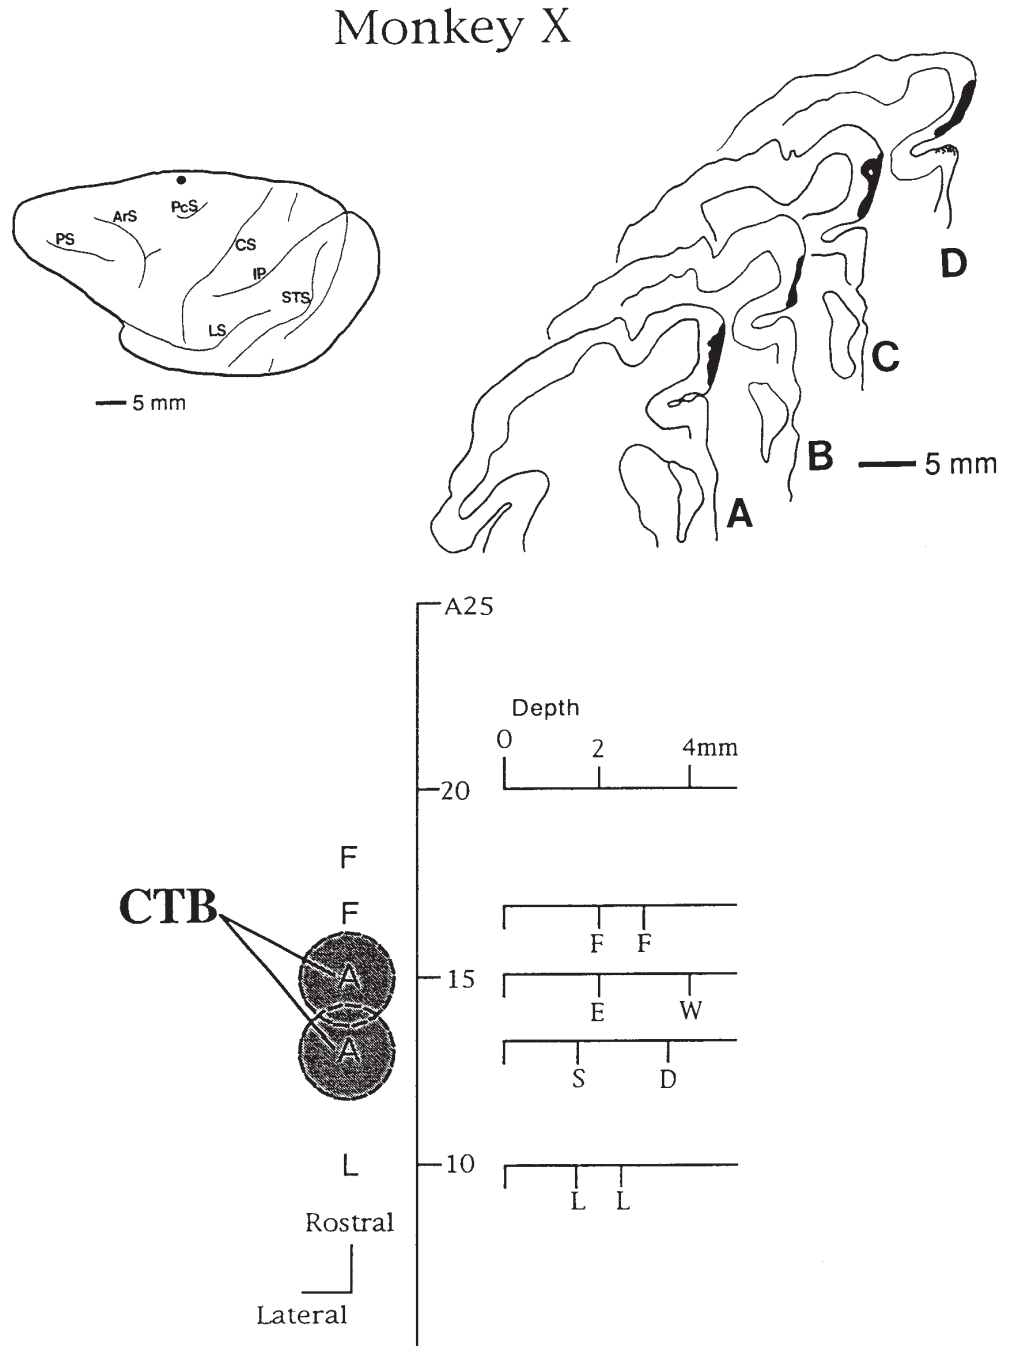 Monkey X
PS
ArS
PcS
CS
IP
STS
LS
5 mm
D
C
B
A
5 mm
A25
Depth
0 2 4mm
20
F
F
CTB
F F
A
15
E W
A
S D
L
10
L L
Rostral
Lateral